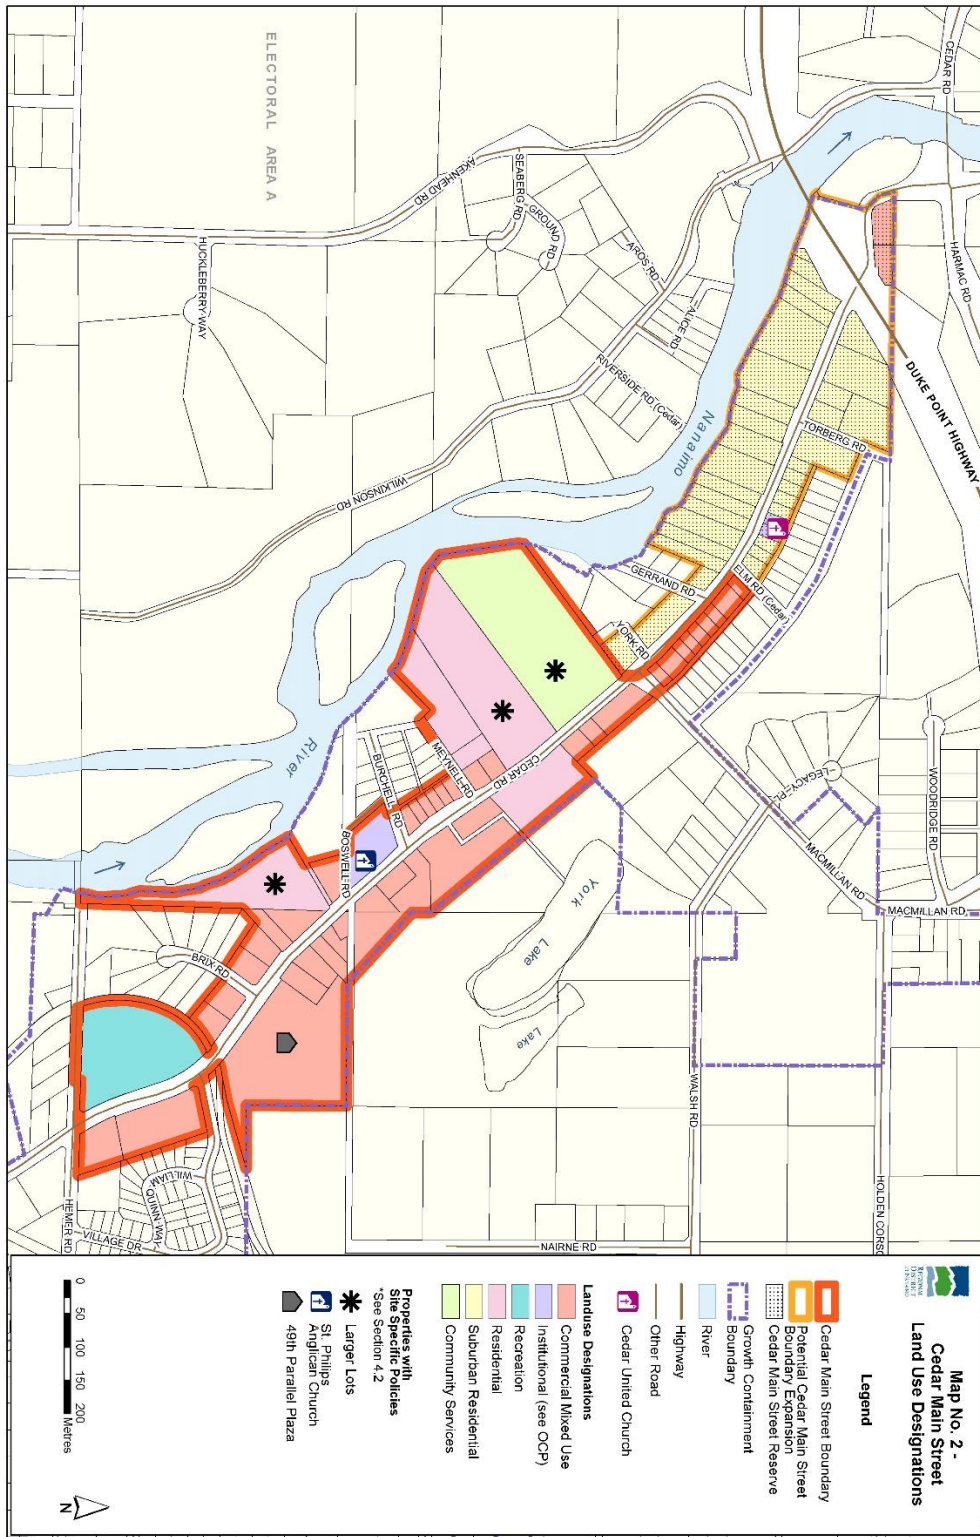 Map No. 2 -
Cedar Main Street
Land Use Designations
REGIONAL
DISTRICT
OF NANAIMO
Legend
Cedar Main Street Boundary
Potential Cedar Main Street
Boundary Expansion
Cedar Main Street Reserve
Growth Containment
Boundary
River
Highway
Other Road
Cedar United Church
Landuse Designations
Commercial Mixed Use
Institutional (see OCP)
Recreation
Residential
Suburban Residential
Community Services
Properties with
Site Specific Policies
*See Section 4.2
Larger Lots
St. Philips
Anglican Church
49th Parallel Plaza
0 50 100 150 200
Metres
N
ELECTORAL AREA A
CEDAR RD
HARMAC RD
DUKE POINT HIGHWAY
AKENHEAD RD
SEABERG RD
GROUND RD
HUCKLEBERRY WAY
AROS RD
ALICE RD
RIVERSIDE RD (Cedar)
WILKINSON RD
Nanaimo
River
TORBERG RD
ELM RD (Cedar)
GERRAND RD
YORK RD
CEDAR RD
MEYNELL RD
BURCHELL RD
BOSWELL RD
BRIX RD
York
Lake
Lake
LEGACY PL
MACMILLAN RD
MACMILLAN RD
WOODRIDGE RD
WALSH RD
HOLDEN CORSO
NAIRNE RD
WILLIAM
QUINN WAY
VILLAGE DR
HEMER RD